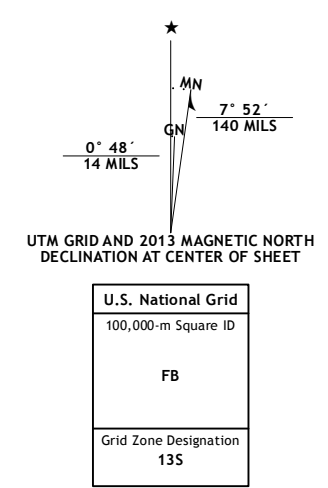 ★
MN
7° 52´
140 MILS
GN
0° 48´
14 MILS
UTM GRID AND 2013 MAGNETIC NORTH
DECLINATION AT CENTER OF SHEET
U.S. National Grid
100,000-m Square ID
FB
Grid Zone Designation
13S